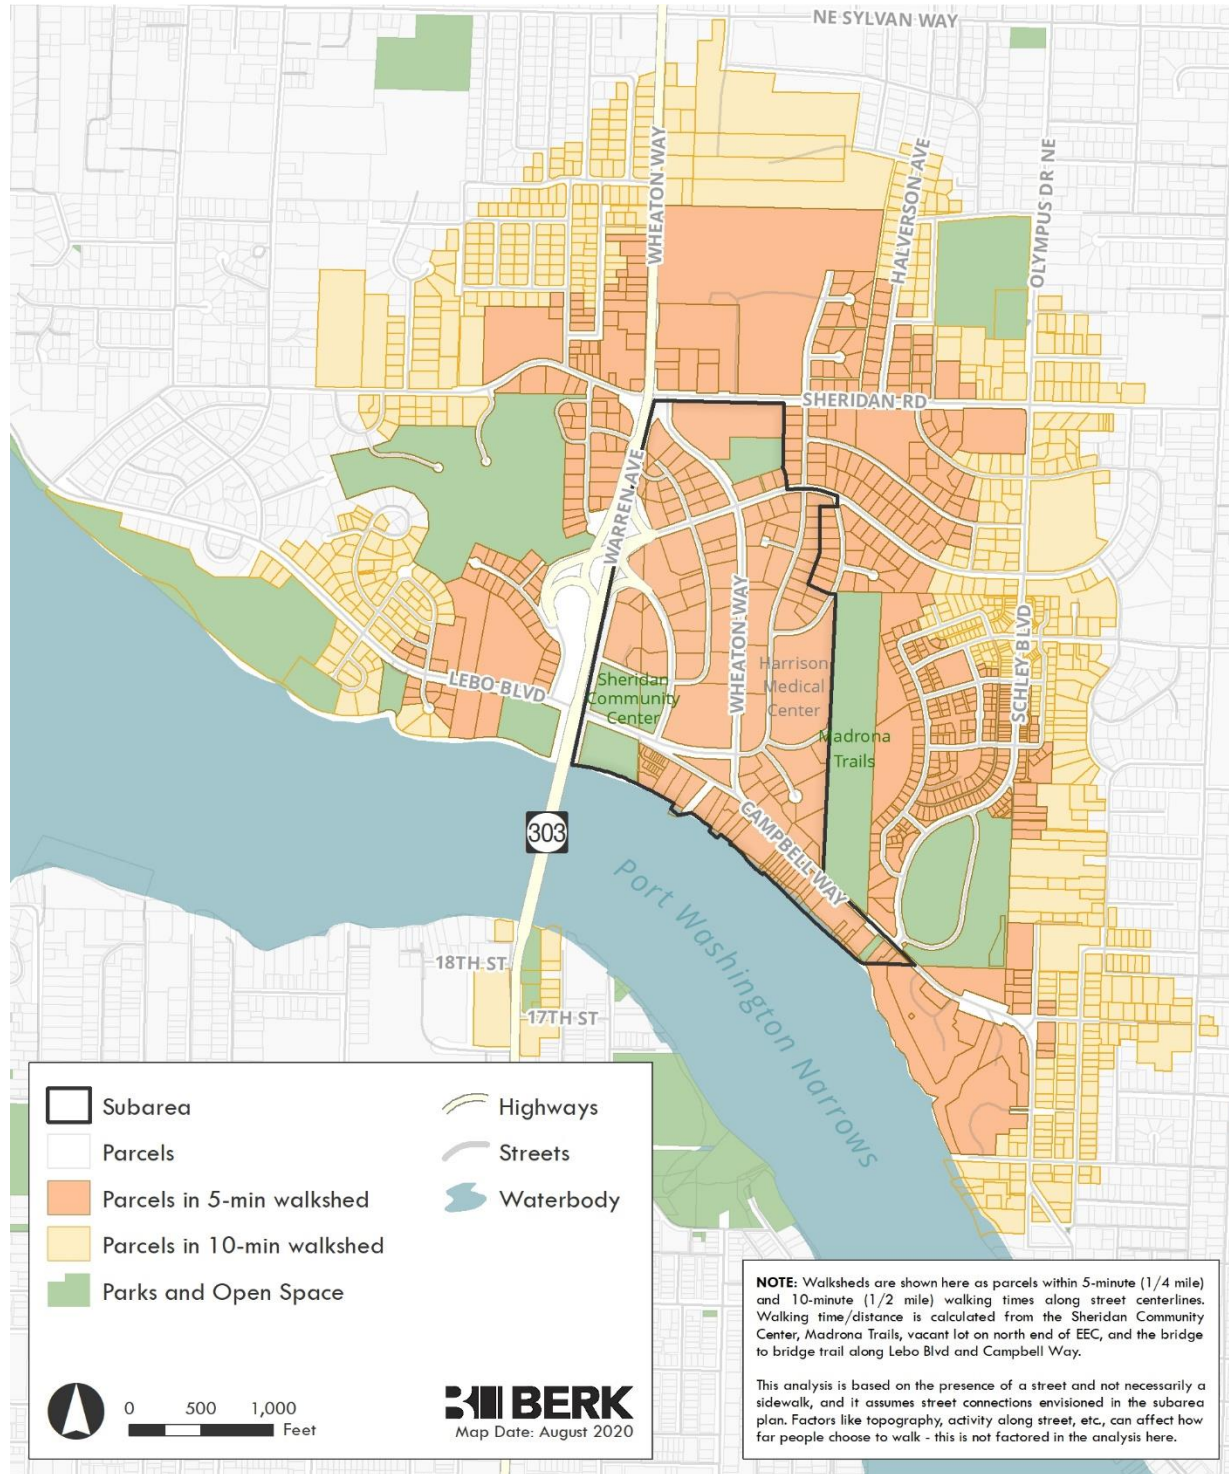 NE SYLVAN WAY
WHEATON WAY
HALVERSON AVE
OLYMPUS DR NE
SHERIDAN RD
WARREN AVE
WHEATON WAY
SCHLEY BLVD
Harrison
Medical
Center
Sheridan
Community
Center
LEBO BLVD
Madrona
Trails
CAMPBELL WAY
303
Port Washington Narrows
18TH ST
17TH ST
Subarea
Parcels
Parcels in 5-min walkshed
Parcels in 10-min walkshed
Parks and Open Space
Highways
Streets
Waterbody
0 500 1,000
Feet
BERK
Map Date: August 2020
NOTE: Walksheds are shown here as parcels within 5-minute (1/4 mile)
and 10-minute (1/2 mile) walking times along street centerlines.
Walking time/distance is calculated from the Sheridan Community
Center, Madrona Trails, vacant lot on north end of EEC, and the bridge
to bridge trail along Lebo Blvd and Campbell Way.
This analysis is based on the presence of a street and not necessarily a
sidewalk, and it assumes street connections envisioned in the subarea
plan. Factors like topography, activity along street, etc., can affect how
far people choose to walk - this is not factored in the analysis here.